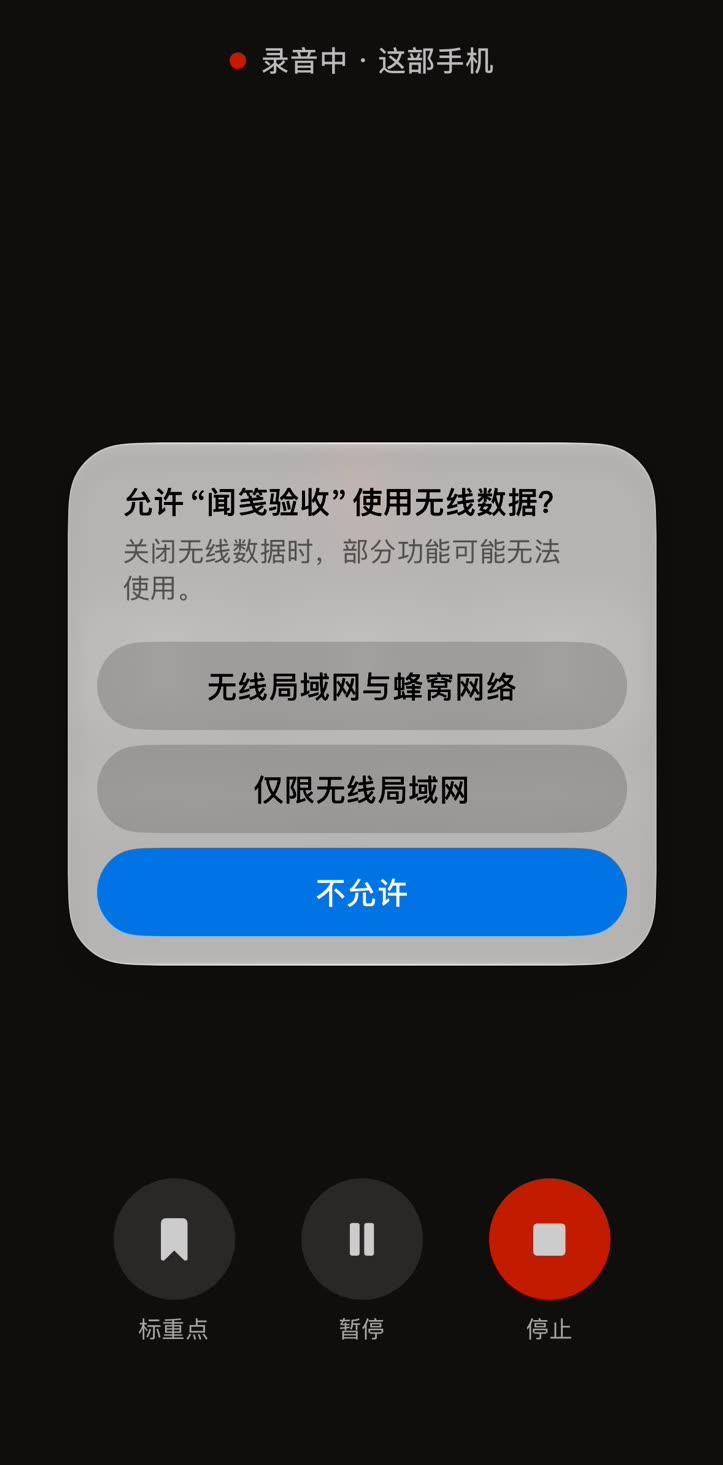 录音中 · 这部手机
允许“闻笺验收”使用无线数据？
关闭无线数据时，部分功能可能无法
使用。
无线局域网与蜂窝网络
仅限无线局域网
不允许
标重点
暂停
停止